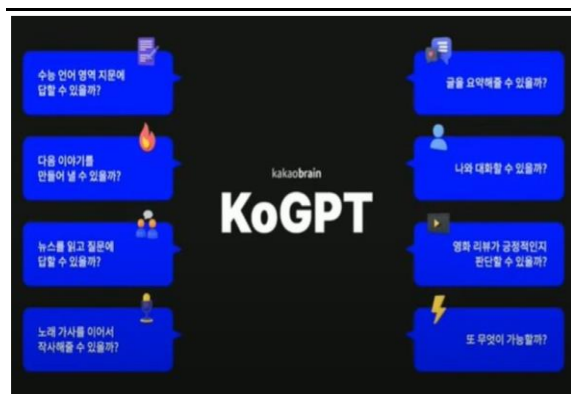 수능 언어 영역 지문에
답할 수 있을까?
다음 이야기를
만들어 낼 수 있을까?
뉴스를 읽고 질문에
답할 수 있을까?
노래 가사를 이어서
작사해줄 수 있을까?
kakaobrain
KoGPT
글을 요약해줄 수 있을까?
나와 대화할 수 있을까?
영화 리뷰가 긍정적인지
판단할 수 있을까?
또 무엇이 가능할까?